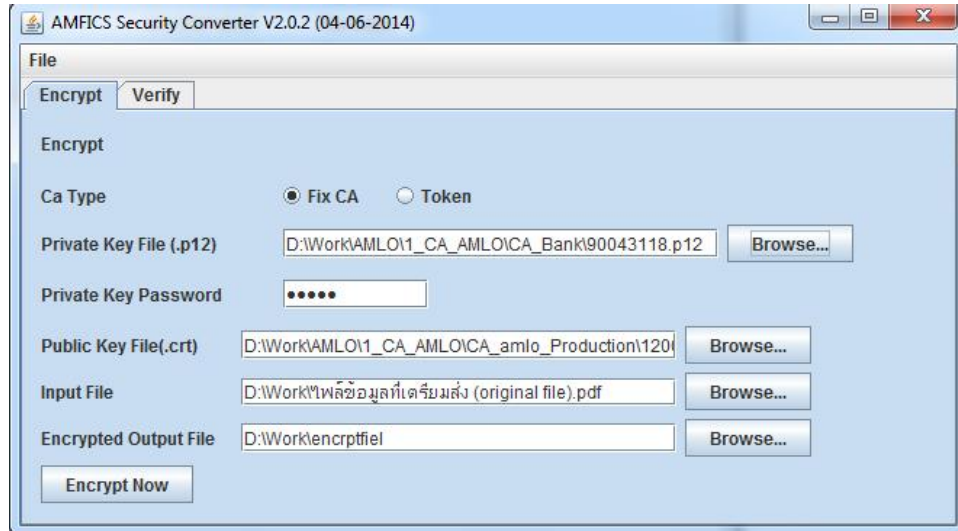 AMFICS Security Converter V2.0.2 (04-06-2014)
File
Encrypt Verify
Encrypt
Ca Type Fix CA Token
Private Key File (.p12) D:\Work\AMLO\1_CA_AMLO\CA_Bank\90043118.p12 Browse...
Private Key Password •••••
Public Key File(.crt) D:\Work\AMLO\1_CA_AMLO\CA_amlo_Production\120 Browse...
Input File D:\Work\ไฟล์ข้อมูลที่เตรียมส่ง (original file).pdf Browse...
Encrypted Output File D:\Work\encrptfiel Browse...
Encrypt Now